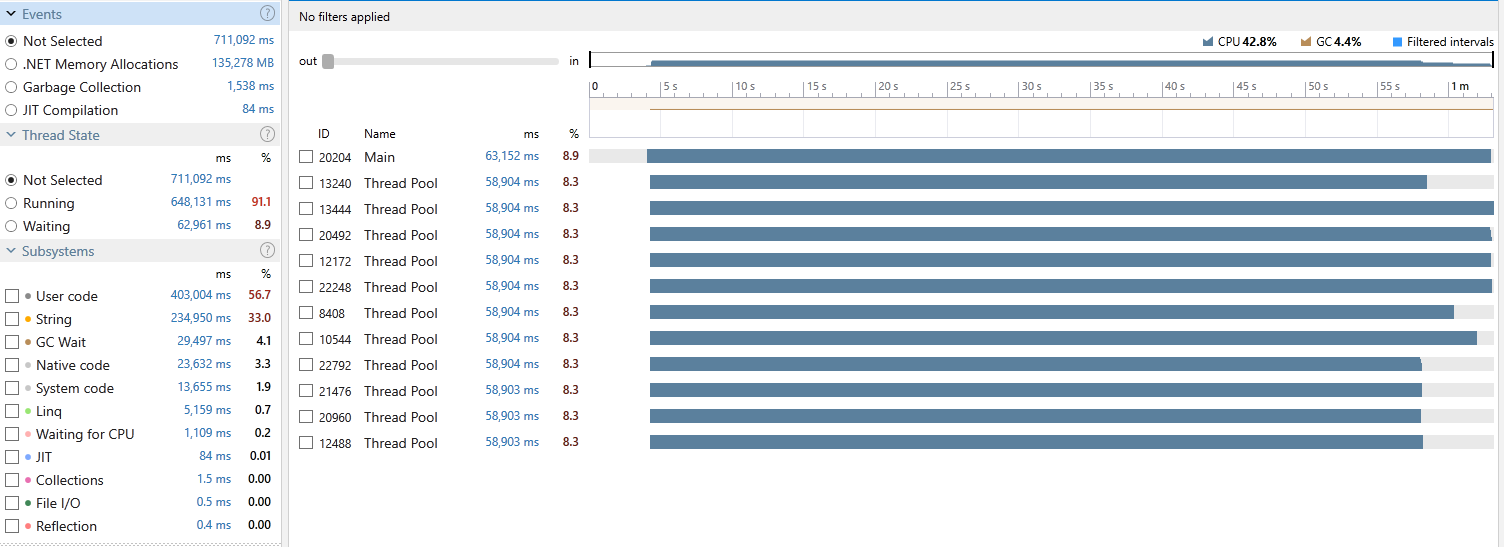 Events ?
Not Selected 711,092 ms
.NET Memory Allocations 135,278 MB
Garbage Collection 1,538 ms
JIT Compilation 84 ms
Thread State ?
ms %
Not Selected 711,092 ms
Running 648,131 ms 91.1
Waiting 62,961 ms 8.9
Subsystems ?
ms %
User code 403,004 ms 56.7
String 234,950 ms 33.0
GC Wait 29,497 ms 4.1
Native code 23,632 ms 3.3
System code 13,655 ms 1.9
Linq 5,159 ms 0.7
Waiting for CPU 1,109 ms 0.2
JIT 84 ms 0.01
Collections 1.5 ms 0.00
File I/O 0.5 ms 0.00
Reflection 0.4 ms 0.00
No filters applied
CPU 42.8% GC 4.4% Filtered intervals
out in
0 5 s 10 s 15 s 20 s 25 s 30 s 35 s 40 s 45 s 50 s 55 s 1 m
ID Name ms %
20204 Main 63,152 ms 8.9
13240 Thread Pool 58,904 ms 8.3
13444 Thread Pool 58,904 ms 8.3
20492 Thread Pool 58,904 ms 8.3
12172 Thread Pool 58,904 ms 8.3
22248 Thread Pool 58,904 ms 8.3
8408 Thread Pool 58,904 ms 8.3
10544 Thread Pool 58,904 ms 8.3
22792 Thread Pool 58,904 ms 8.3
21476 Thread Pool 58,903 ms 8.3
20960 Thread Pool 58,903 ms 8.3
12488 Thread Pool 58,903 ms 8.3